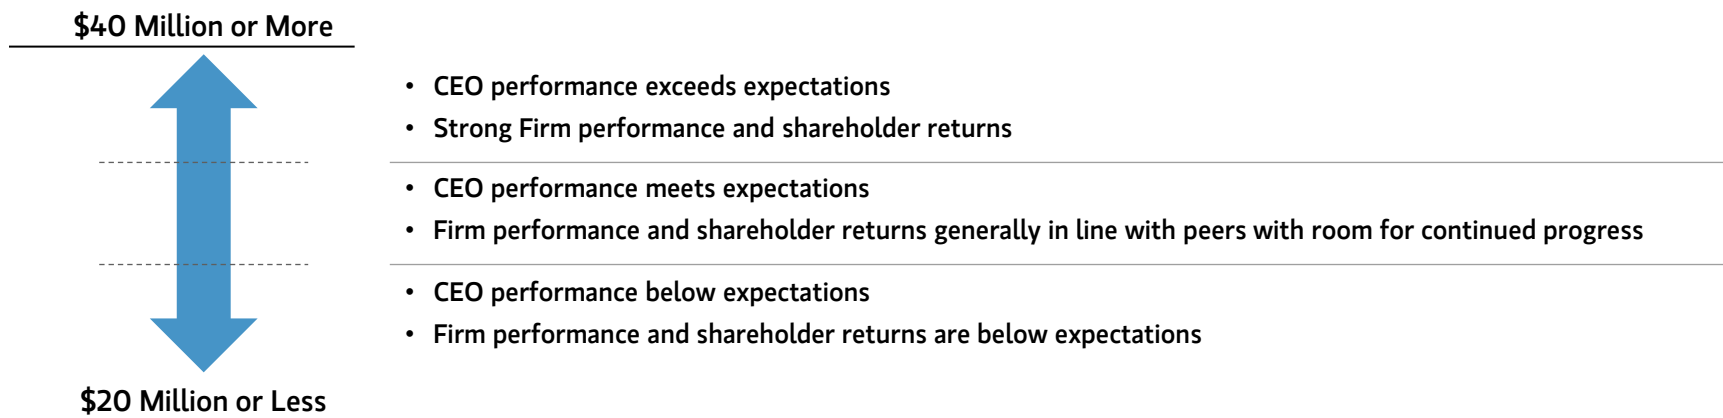 $40 Million or More
• CEO performance exceeds expectations
• Strong Firm performance and shareholder returns
• CEO performance meets expectations
• Firm performance and shareholder returns generally in line with peers with room for continued progress
• CEO performance below expectations
• Firm performance and shareholder returns are below expectations
$20 Million or Less